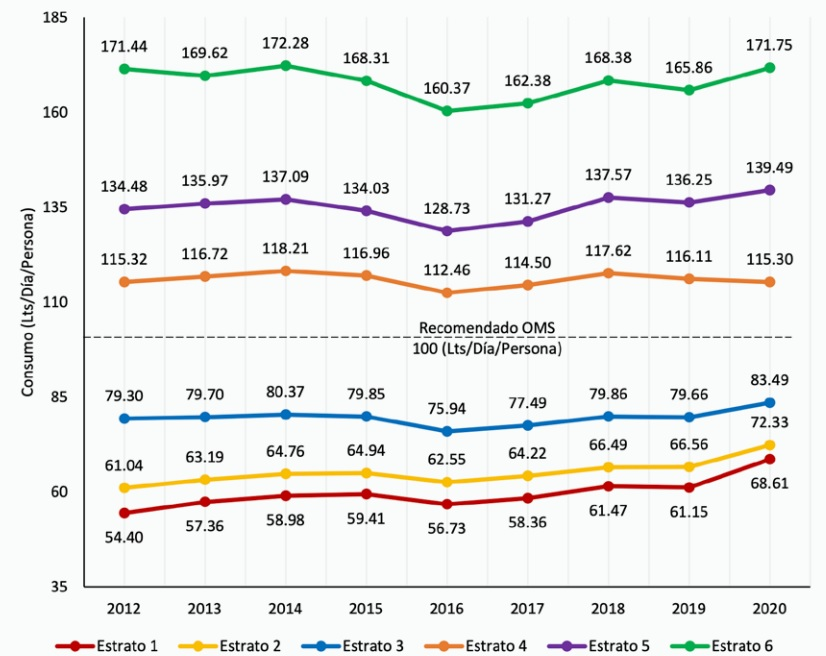 185
171.44 169.62 172.28 168.31 160.37 162.38 168.38 165.86 171.75
160
134.48 135.97 137.09 134.03 128.73 131.27 137.57 136.25 139.49
135
115.32 116.72 118.21 116.96 112.46 114.50 117.62 116.11 115.30
110
Recomendado OMS
100 (Lts/Día/Persona)
Consumo (Lts/Día/Persona)
85
79.30 79.70 80.37 79.85 75.94 77.49 79.86 79.66 83.49
61.04 63.19 64.76 64.94 62.55 64.22 66.49 66.56 72.33
60
54.40 57.36 58.98 59.41 56.73 58.36 61.47 61.15 68.61
35
2012 2013 2014 2015 2016 2017 2018 2019 2020
Estrato 1 Estrato 2 Estrato 3 Estrato 4 Estrato 5 Estrato 6